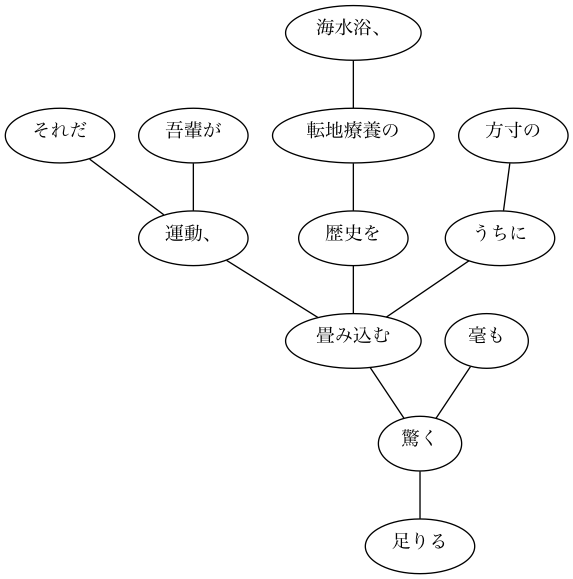 海水浴、
それだ
吾輩が
転地療養の
方寸の
運動、
歴史を
うちに
畳み込む
毫も
驚く
足りる